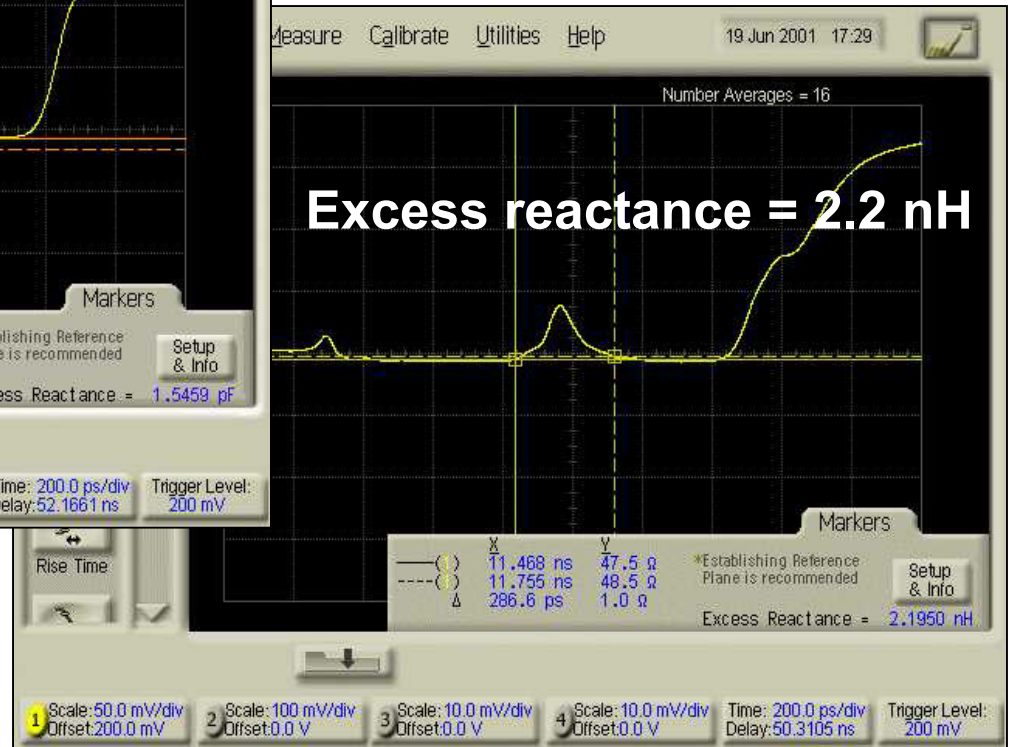 Measure Calibrate Utilities Help 19 Jun 2001 17:29
Number Averages = 16
Excess reactance = 2.2 nH
Markers
Reference
is recommended
Setup
& Info
Reactance = 1.5459 pF
200.0 ps/div
52.1661 ns
Trigger Level:
200 mV
Rise Time
Markers
X Y
(1) 11.468 ns 47.5 Ω
11.755 ns 48.5 Ω
Δ 286.6 ps 1.0 Ω
*Establishing Reference
Plane is recommended
Setup
& Info
Excess Reactance = 2.1950 nH
1 Scale:50.0 mV/div
Offset:200.0 mV
2 Scale:100 mV/div
Offset:0.0 V
3 Scale:10.0 mV/div
Offset:0.0 V
4 Scale:10.0 mV/div
Offset:0.0 V
Time: 200.0 ps/div
Delay:50.3105 ns
Trigger Level:
200 mV